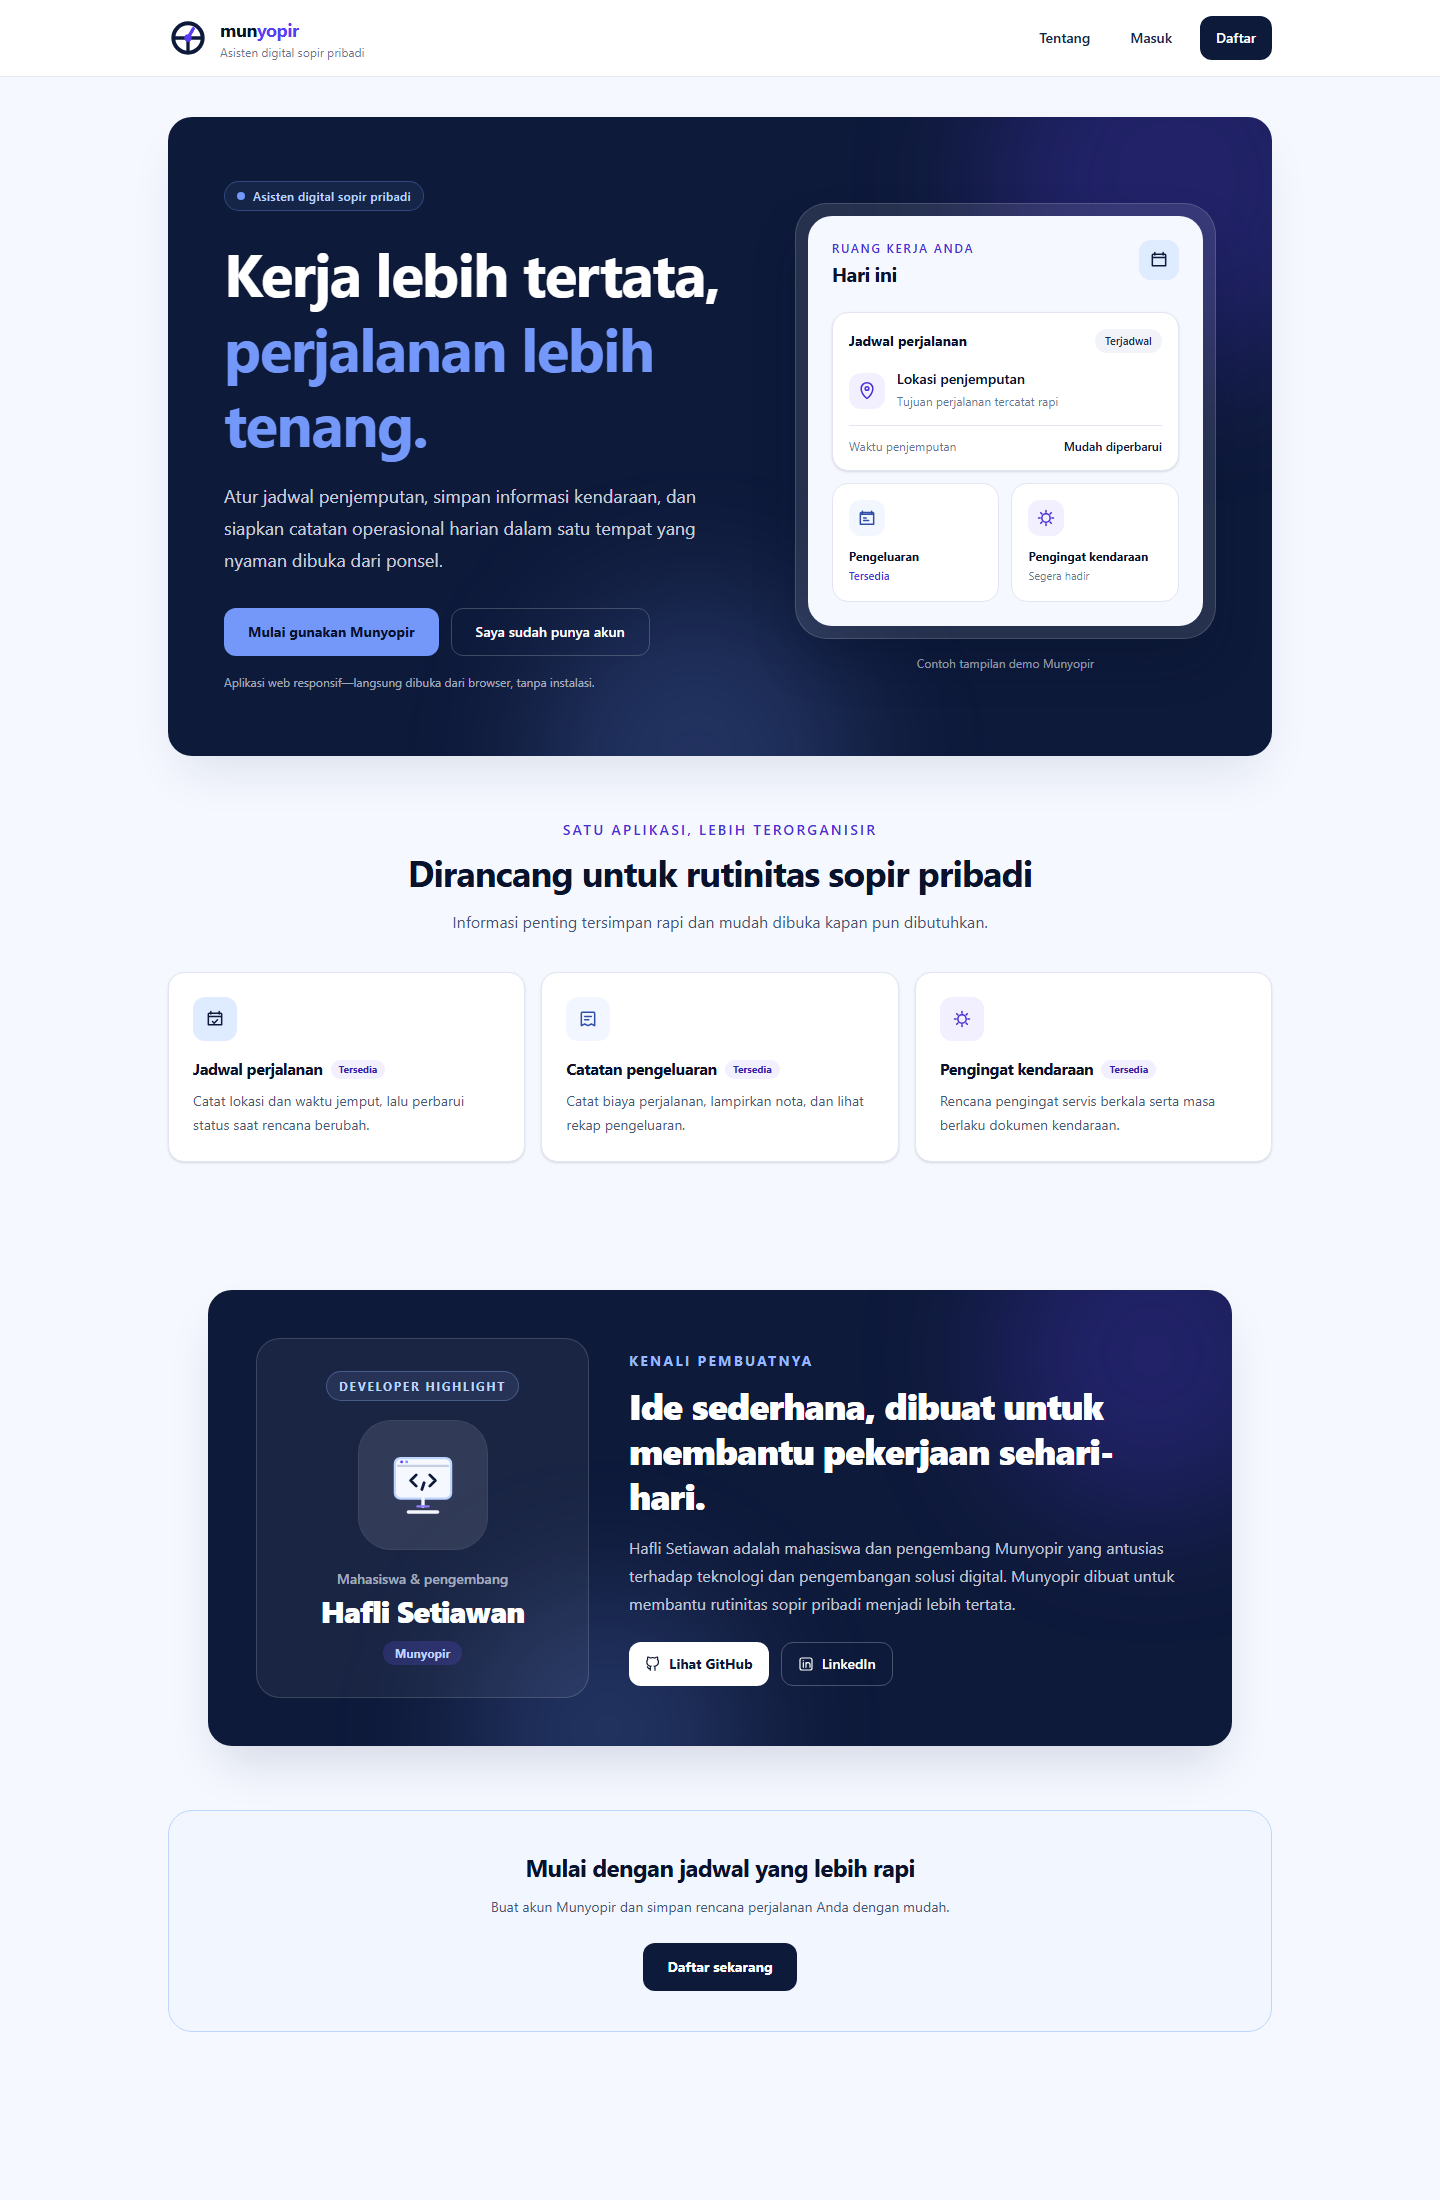 munyopir
Asisten digital sopir pribadi
Tentang
Masuk
Daftar
Asisten digital sopir pribadi
Kerja lebih tertata,
perjalanan lebih
tenang.
Atur jadwal penjemputan, simpan informasi kendaraan, dan
siapkan catatan operasional harian dalam satu tempat yang
nyaman dibuka dari ponsel.
Mulai gunakan Munyopir
Saya sudah punya akun
Aplikasi web responsif—langsung dibuka dari browser, tanpa instalasi.
RUANG KERJA ANDA
Hari ini
Jadwal perjalanan
Terjadwal
Lokasi penjemputan
Tujuan perjalanan tercatat rapi
Waktu penjemputan
Mudah diperbarui
Pengeluaran
Tersedia
Pengingat kendaraan
Segera hadir
Contoh tampilan demo Munyopir
SATU APLIKASI, LEBIH TERORGANISIR
Dirancang untuk rutinitas sopir pribadi
Informasi penting tersimpan rapi dan mudah dibuka kapan pun dibutuhkan.
Jadwal perjalanan
Tersedia
Catat lokasi dan waktu jemput, lalu perbarui
status saat rencana berubah.
Catatan pengeluaran
Tersedia
Catat biaya perjalanan, lampirkan nota, dan lihat
rekap pengeluaran.
Pengingat kendaraan
Tersedia
Rencana pengingat servis berkala serta masa
berlaku dokumen kendaraan.
DEVELOPER HIGHLIGHT
Mahasiswa & pengembang
Hafli Setiawan
Munyopir
KENALI PEMBUATNYA
Ide sederhana, dibuat untuk
membantu pekerjaan sehari-
hari.
Hafli Setiawan adalah mahasiswa dan pengembang Munyopir yang antusias
terhadap teknologi dan pengembangan solusi digital. Munyopir dibuat untuk
membantu rutinitas sopir pribadi menjadi lebih tertata.
Lihat GitHub
LinkedIn
Mulai dengan jadwal yang lebih rapi
Buat akun Munyopir dan simpan rencana perjalanan Anda dengan mudah.
Daftar sekarang